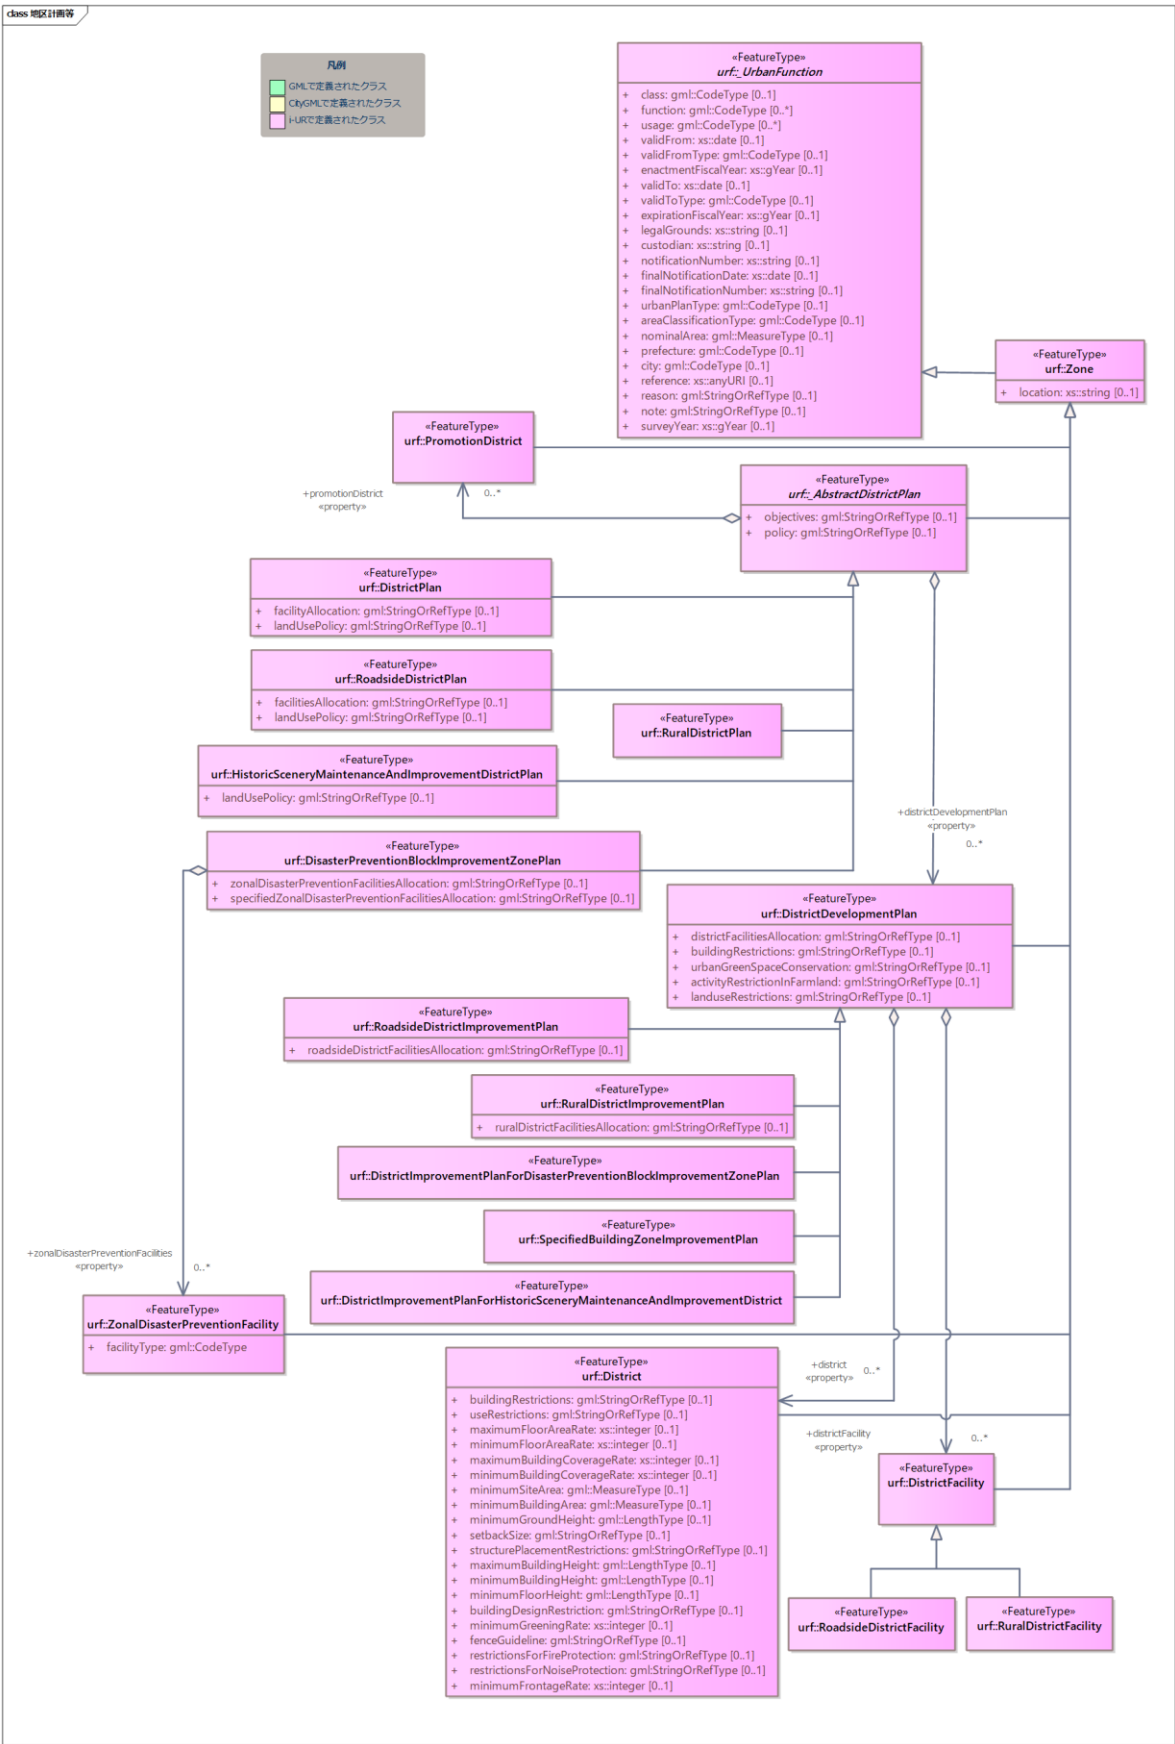 class 地区計画等
凡例
GMLで定義されたクラス
CityGMLで定義されたクラス
i-URで定義されたクラス
«FeatureType»
urf::_UrbanFunction
+ class: gml::CodeType [0..1]
+ function: gml::CodeType [0..*]
+ usage: gml::CodeType [0..*]
+ validFrom: xs::date [0..1]
+ validFromType: gml::CodeType [0..1]
+ enactmentFiscalYear: xs::gYear [0..1]
+ validTo: xs::date [0..1]
+ validToType: gml::CodeType [0..1]
+ expirationFiscalYear: xs::gYear [0..1]
+ legalGrounds: xs::string [0..1]
+ custodian: xs::string [0..1]
+ notificationNumber: xs::string [0..1]
+ finalNotificationDate: xs::date [0..1]
+ finalNotificationNumber: xs::string [0..1]
+ urbanPlanType: gml::CodeType [0..1]
+ areaClassificationType: gml::CodeType [0..1]
+ nominalArea: gml::MeasureType [0..1]
+ prefecture: gml::CodeType [0..1]
+ city: gml::CodeType [0..1]
+ reference: xs::anyURI [0..1]
+ reason: gml:StringOrRefType [0..1]
+ note: gml:StringOrRefType [0..1]
+ surveyYear: xs::gYear [0..1]
«FeatureType»
urf::Zone
+ location: xs::string [0..1]
«FeatureType»
urf::PromotionDistrict
+promotionDistrict
«property»
0..*
«FeatureType»
urf::_AbstractDistrictPlan
+ objectives: gml:StringOrRefType [0..1]
+ policy: gml:StringOrRefType [0..1]
«FeatureType»
urf::DistrictPlan
+ facilityAllocation: gml:StringOrRefType [0..1]
+ landUsePolicy: gml:StringOrRefType [0..1]
«FeatureType»
urf::RoadsideDistrictPlan
+ facilitiesAllocation: gml:StringOrRefType [0..1]
+ landUsePolicy: gml:StringOrRefType [0..1]
«FeatureType»
urf::RuralDistrictPlan
«FeatureType»
urf::HistoricSceneryMaintenanceAndImprovementDistrictPlan
+ landUsePolicy: gml:StringOrRefType [0..1]
+districtDevelopmentPlan
«property»
0..*
«FeatureType»
urf::DisasterPreventionBlockImprovementZonePlan
+ zonalDisasterPreventionFacilitiesAllocation: gml:StringOrRefType [0..1]
+ specifiedZonalDisasterPreventionFacilitiesAllocation: gml:StringOrRefType [0..1]
«FeatureType»
urf::DistrictDevelopmentPlan
+ districtFacilitiesAllocation: gml:StringOrRefType [0..1]
+ buildingRestrictions: gml:StringOrRefType [0..1]
+ urbanGreenSpaceConservation: gml:StringOrRefType [0..1]
+ activityRestrictionInFarmland: gml:StringOrRefType [0..1]
+ landuseRestrictions: gml:StringOrRefType [0..1]
«FeatureType»
urf::RoadsideDistrictImprovementPlan
+ roadsideDistrictFacilitiesAllocation: gml:StringOrRefType [0..1]
«FeatureType»
urf::RuralDistrictImprovementPlan
+ ruralDistrictFacilitiesAllocation: gml:StringOrRefType [0..1]
«FeatureType»
urf::DistrictImprovementPlanForDisasterPreventionBlockImprovementZonePlan
«FeatureType»
urf::SpecifiedBuildingZoneImprovementPlan
«FeatureType»
urf::DistrictImprovementPlanForHistoricSceneryMaintenanceAndImprovementDistrict
+zonalDisasterPreventionFacilities
«property»
0..*
«FeatureType»
urf::ZonalDisasterPreventionFacility
+ facilityType: gml::CodeType
«FeatureType»
urf::District
+ buildingRestrictions: gml:StringOrRefType [0..1]
+ useRestrictions: gml:StringOrRefType [0..1]
+ maximumFloorAreaRate: xs::integer [0..1]
+ minimumFloorAreaRate: xs::integer [0..1]
+ maximumBuildingCoverageRate: xs::integer [0..1]
+ minimumBuildingCoverageRate: xs::integer [0..1]
+ minimumSiteArea: gml::MeasureType [0..1]
+ minimumBuildingArea: gml::MeasureType [0..1]
+ minimumGroundHeight: gml::LengthType [0..1]
+ setbackSize: gml:StringOrRefType [0..1]
+ structurePlacementRestrictions: gml:StringOrRefType [0..1]
+ maximumBuildingHeight: gml::LengthType [0..1]
+ minimumBuildingHeight: gml::LengthType [0..1]
+ minimumFloorHeight: gml::LengthType [0..1]
+ buildingDesignRestriction: gml:StringOrRefType [0..1]
+ minimumGreeningRate: xs::integer [0..1]
+ fenceGuideline: gml:StringOrRefType [0..1]
+ restrictionsForFireProtection: gml:StringOrRefType [0..1]
+ restrictionsForNoiseProtection: gml:StringOrRefType [0..1]
+ minimumFrontageRate: xs::integer [0..1]
+district
«property»
0..*
+districtFacility
«property»
0..*
«FeatureType»
urf::DistrictFacility
«FeatureType»
urf::RoadsideDistrictFacility
«FeatureType»
urf::RuralDistrictFacility